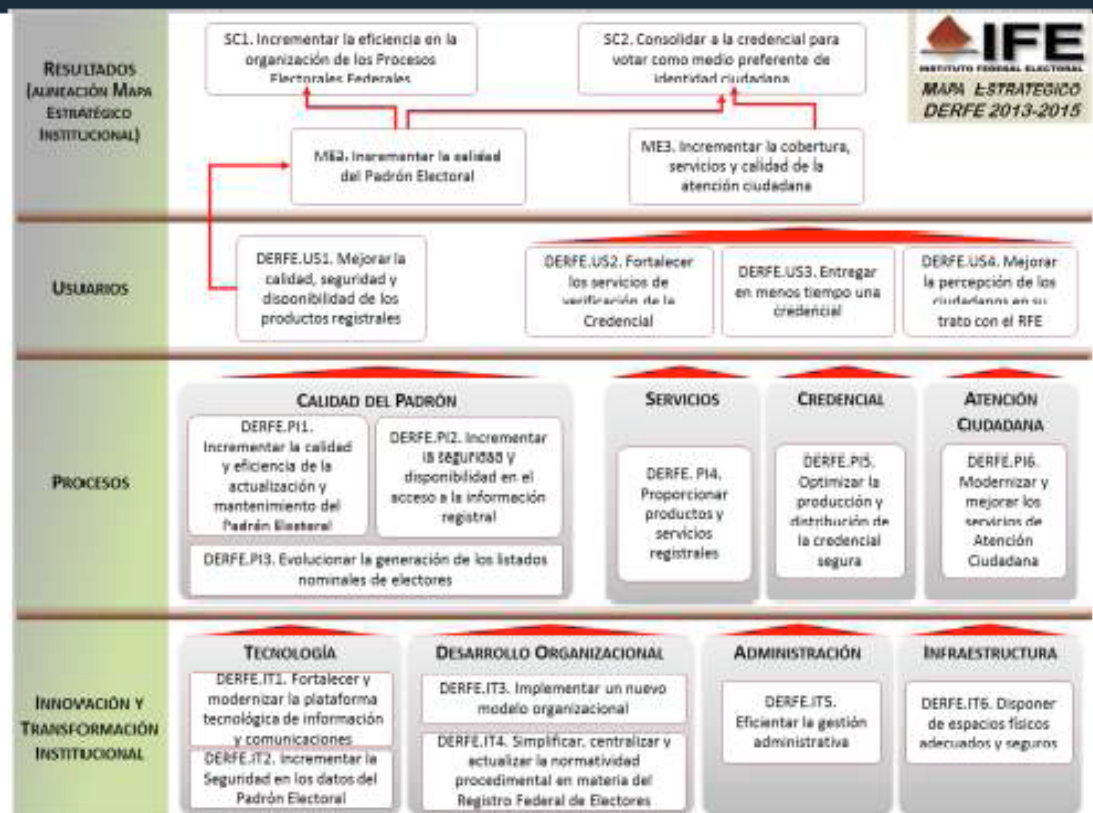 RESULTADOS
(ALINEACIÓN MAPA
ESTRATÉGICO
INSTITUCIONAL)
SC1. Incrementar la eficiencia en la
organización de los Procesos
Electorales Federales
SC2. Consolidar a la credencial para
votar como medio preferente de
identidad ciudadana
IFE
INSTITUTO FEDERAL ELECTORAL
MAPA ESTRATEGICO
DERFE 2013-2015
ME2. Incrementar la calidad
del Padrón Electoral
ME3. Incrementar la cobertura,
servicios y calidad de la
atención ciudadana
USUARIOS
DERFE.US1. Mejorar la
calidad, seguridad y
disponibilidad de los
productos registrales
DERFE.US2. Fortalecer
los servicios de
verificación de la
Credencial
DERFE.US3. Entregar
en menos tiempo una
credencial
DERFE.US4. Mejorar
la percepción de los
ciudadanos en su
trato con el RFE
PROCESOS
CALIDAD DEL PADRÓN
DERFE.PI1.
Incrementar la calidad
y eficiencia de la
actualización y
mantenimiento del
Padrón Electoral
DERFE.PI2. Incrementar
la seguridad y
disponibilidad en el
acceso a la información
registral
DERFE.PI3. Evolucionar la generación de los listados
nominales de electores
SERVICIOS
DERFE. PI4.
Proporcionar
productos y
servicios
registrales
CREDENCIAL
DERFE.PI5.
Optimizar la
producción y
distribución de
la credencial
segura
ATENCIÓN
CIUDADANA
DERFE.PI6.
Modernizar y
mejorar los
servicios de
Atención
Ciudadana
INNOVACIÓN Y
TRANSFORMACIÓN
INSTITUCIONAL
TECNOLOGÍA
DERFE.IT1. Fortalecer y
modernizar la plataforma
tecnológica de información
y comunicaciones
DERFE.IT2. Incrementar la
Seguridad en los datos del
Padrón Electoral
DESARROLLO ORGANIZACIONAL
DERFE.IT3. Implementar un nuevo
modelo organizacional
DERFE.IT4. Simplificar, centralizar y
actualizar la normatividad
procedimental en materia del
Registro Federal de Electores
ADMINISTRACIÓN
DERFE.IT5.
Eficientar la gestión
administrativa
INFRAESTRUCTURA
DERFE.IT6. Disponer
de espacios físicos
adecuados y seguros